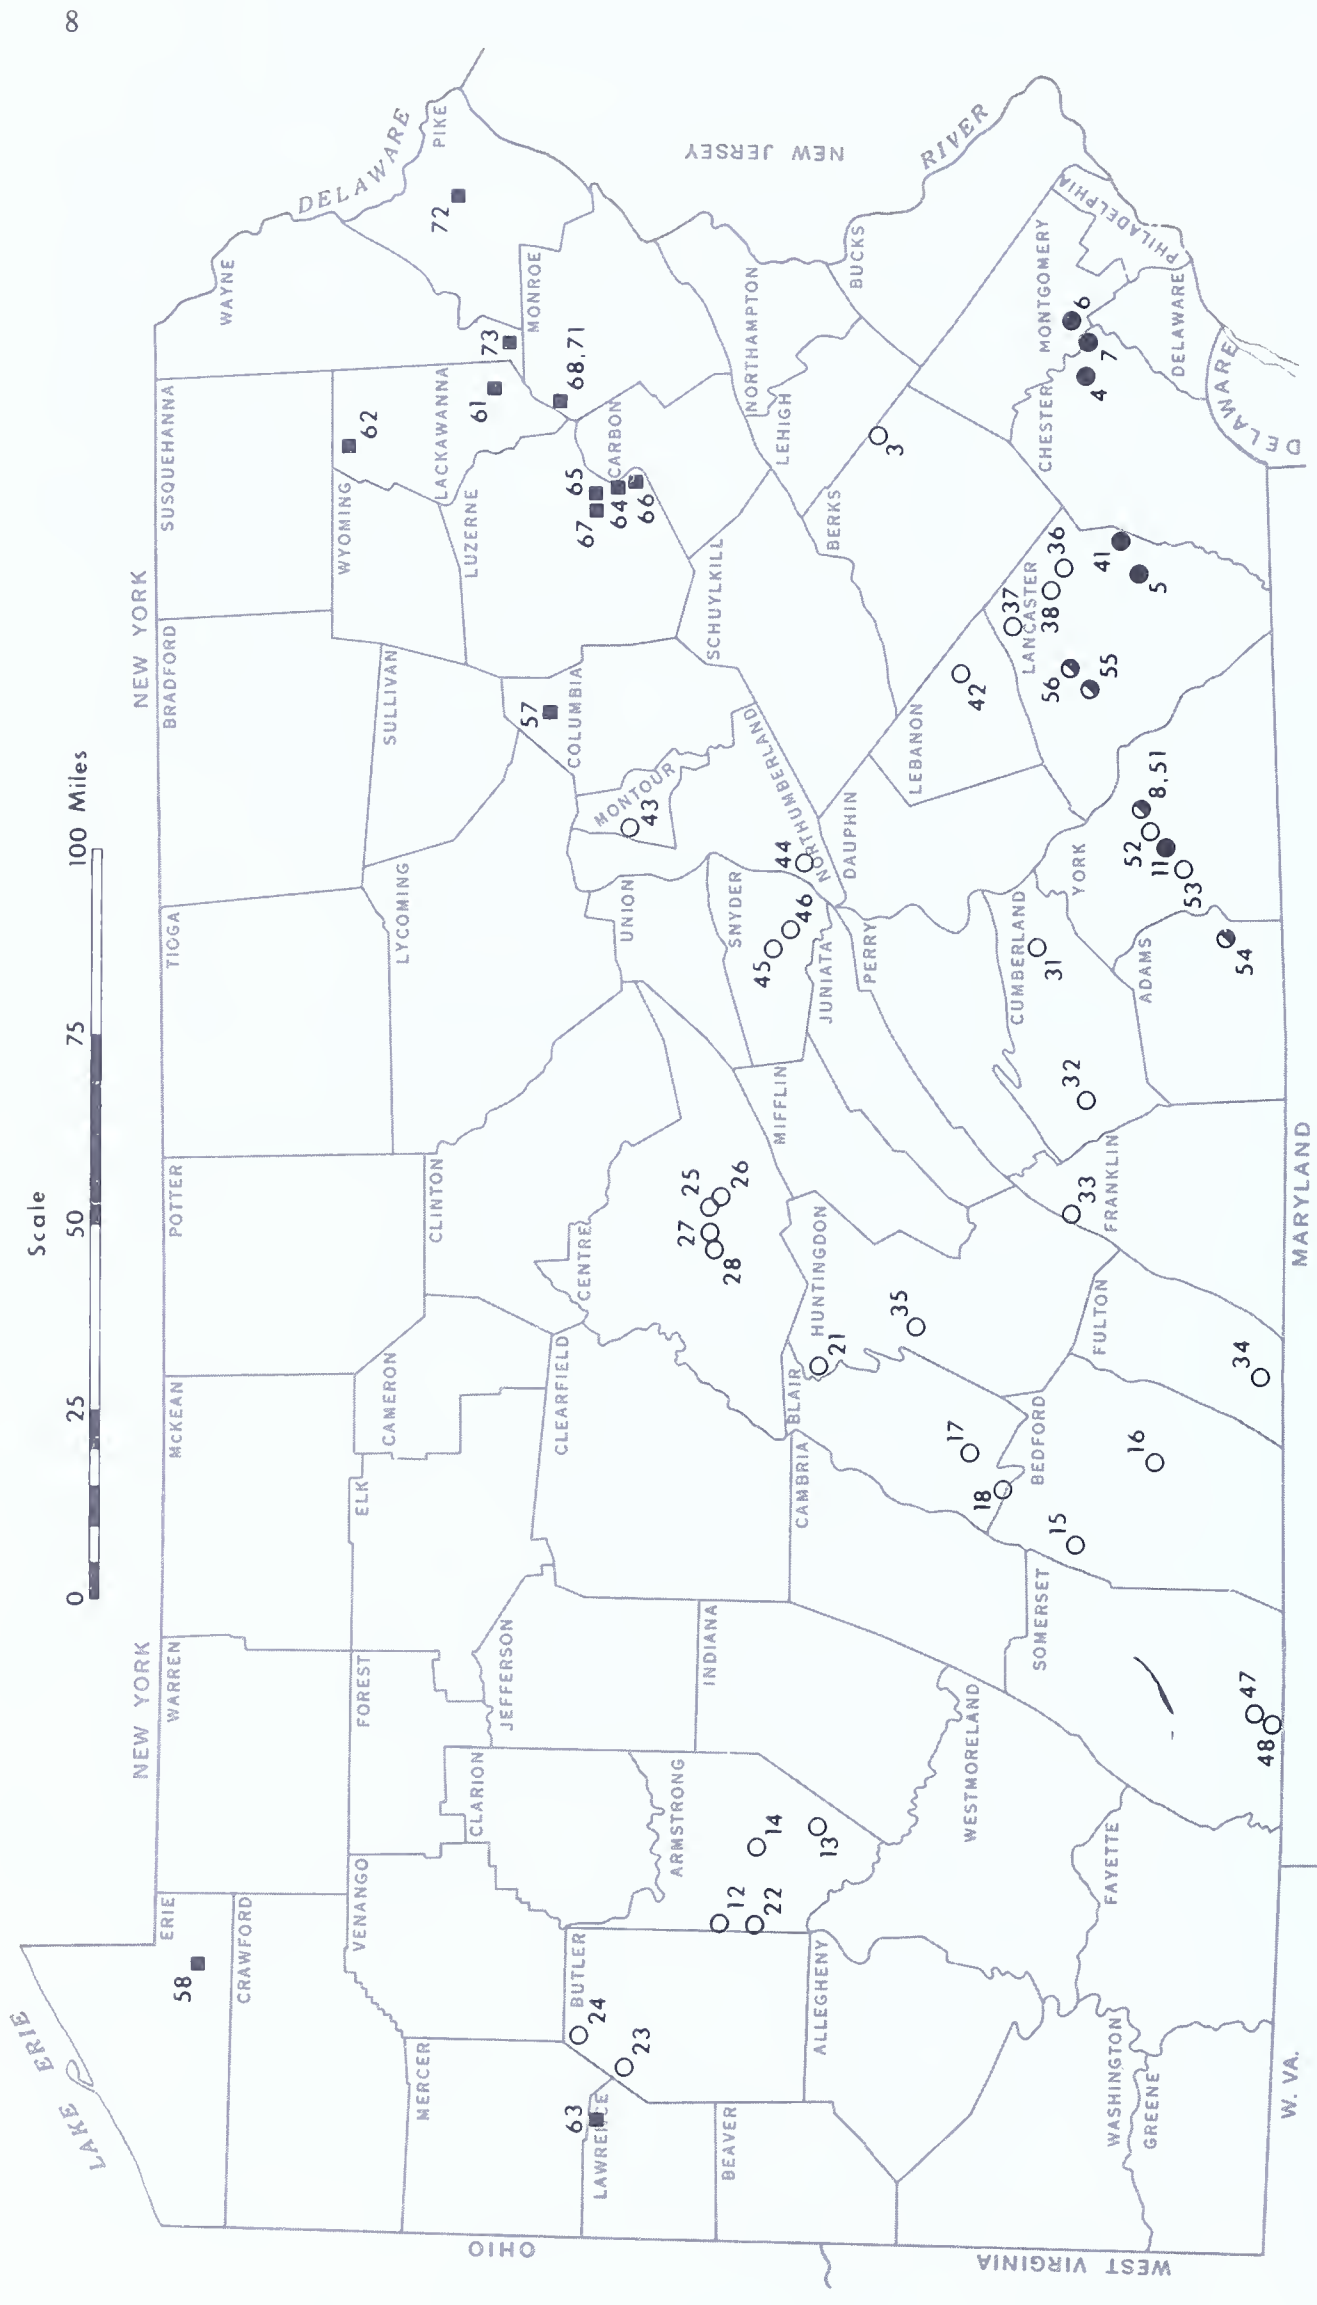 8
Scale
0 25 50 75 100 Miles
LAKE ERIE
NEW YORK
NEW YORK
ERIE
58
CRAWFORD
WARREN
MCKEAN
POTTER
TIOGA
BRADFORD
SUSQUEHANNA
WAYNE
DELAWARE
PIKE
72
VENANGO
FOREST
ELK
CAMERON
CLINTON
LYCOMING
SULLIVAN
WYOMING
62
LACKAWANNA
61
73
MERCER
CLARION
JEFFERSON
CLEARFIELD
CENTRE
UNION
MONTOUR
43
COLUMBIA
57
LUZERNE
67
65
64
66
CARBON
68,71
MONROE
OHIO
LAWRENCE
63
BUTLER
24
23
ARMSTRONG
12
22
14
13
INDIANA
27
28
25
26
MIFFLIN
SNYDER
45
46
44
NORTHUMBERLAND
SCHUYLKILL
NORTHAMPTON
LEHIGH
NEW JERSEY
BEAVER
ALLEGHENY
CAMBRIA
BLAIR
21
HUNTINGDON
35
JUNIATA
PERRY
DAUPHIN
LEBANON
42
BERKS
3
BUCKS
RIVER
WESTMORELAND
17
18
BEDFORD
CUMBERLAND
31
32
LANCASTER
37
38
36
56
55
41
5
CHESTER
MONTGOMERY
4
7
6
PHILADELPHIA
DELAWARE
WASHINGTON
GREENE
FAYETTE
SOMERSET
47
48
15
16
FULTON
34
FRANKLIN
33
ADAMS
54
YORK
52
8,51
11
53
DELAWARE
DE
WEST VIRGINIA
W. VA.
MARYLAND